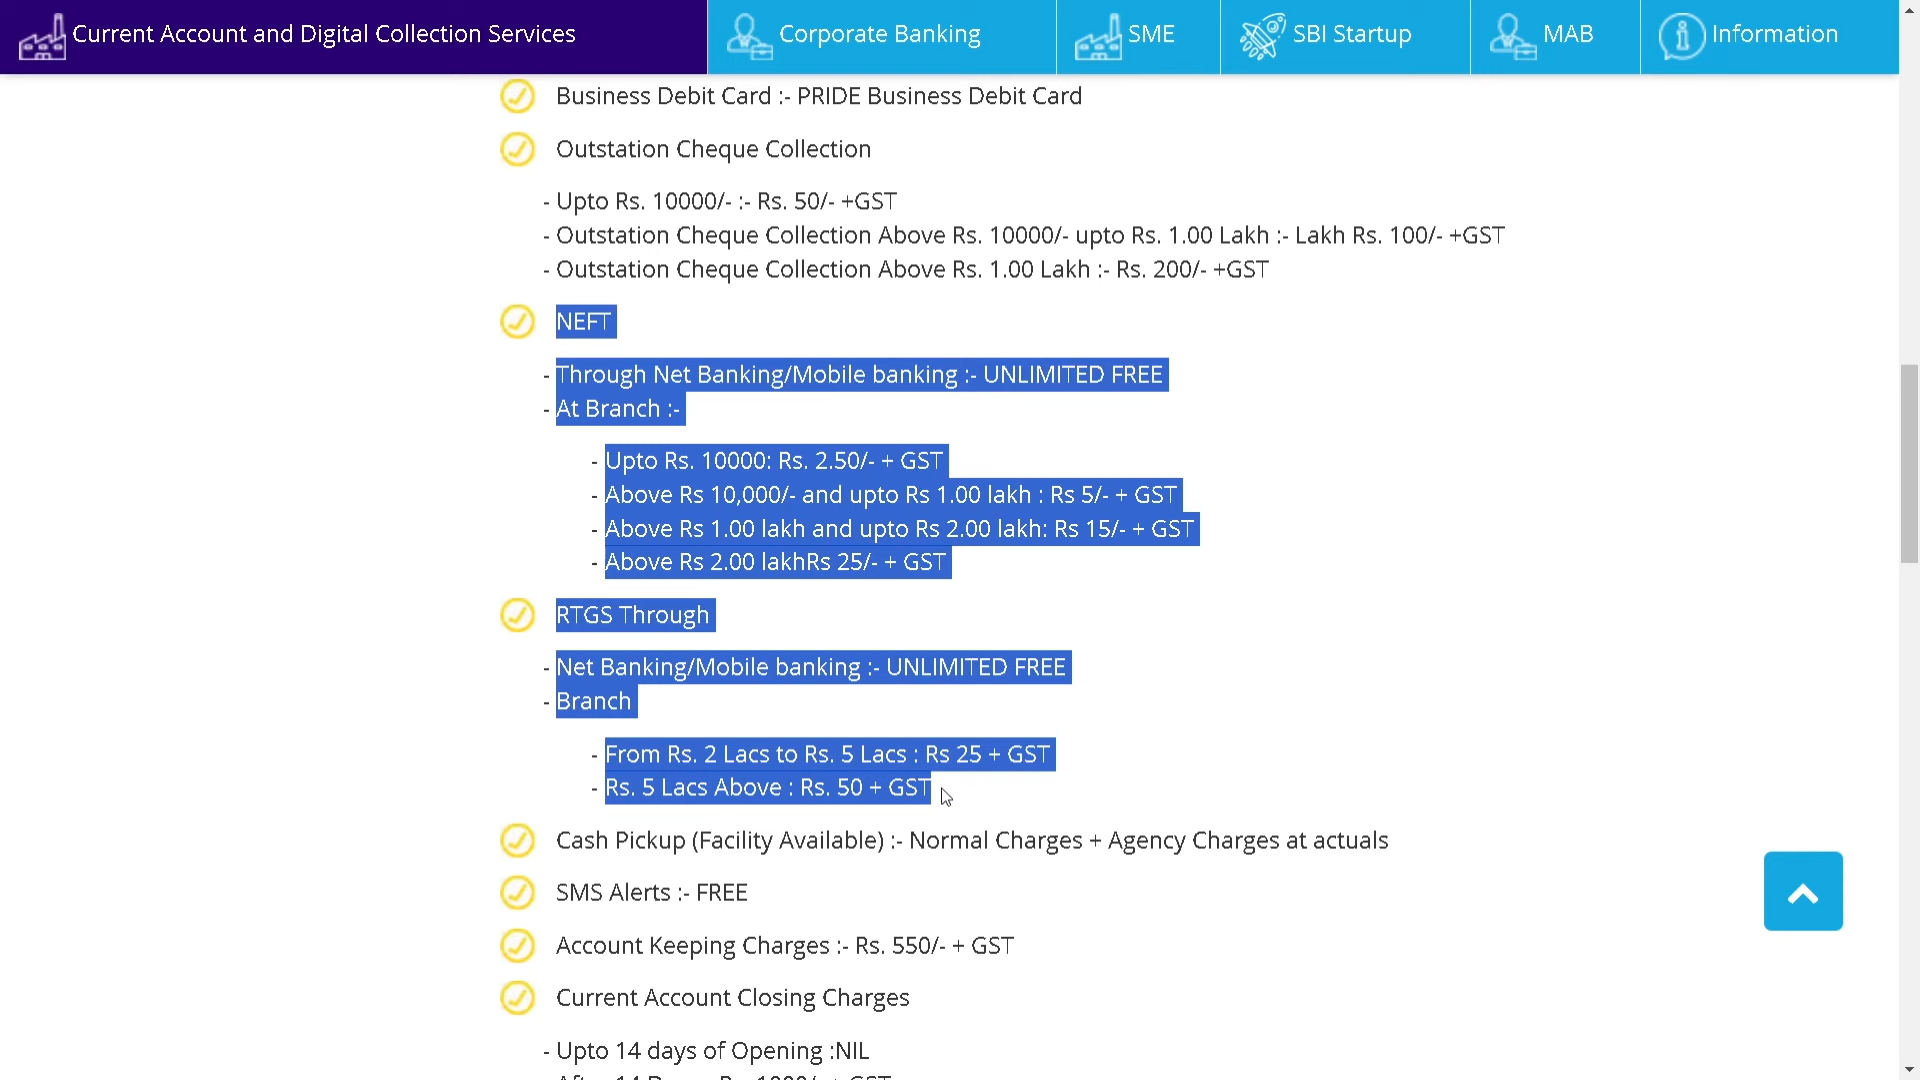 Current Account and Digital Collection Services
Corporate Banking
SME
SBI Startup
MAB
Information
Business Debit Card :- PRIDE Business Debit Card
Outstation Cheque Collection
- Upto Rs. 10000/- :- Rs. 50/- +GST
- Outstation Cheque Collection Above Rs. 10000/- upto Rs. 1.00 Lakh :- Lakh Rs. 100/- +GST
- Outstation Cheque Collection Above Rs. 1.00 Lakh :- Rs. 200/- +GST
NEFT
- Through Net Banking/Mobile banking :- UNLIMITED FREE
- At Branch :-
- Upto Rs. 10000: Rs. 2.50/- + GST
- Above Rs 10,000/- and upto Rs 1.00 lakh : Rs 5/- + GST
- Above Rs 1.00 lakh and upto Rs 2.00 lakh: Rs 15/- + GST
- Above Rs 2.00 lakhRs 25/- + GST
RTGS Through
- Net Banking/Mobile banking :- UNLIMITED FREE
- Branch
- From Rs. 2 Lacs to Rs. 5 Lacs : Rs 25 + GST
- Rs. 5 Lacs Above : Rs. 50 + GST
Cash Pickup (Facility Available) :- Normal Charges + Agency Charges at actuals
SMS Alerts :- FREE
Account Keeping Charges :- Rs. 550/- + GST
Current Account Closing Charges
- Upto 14 days of Opening :NIL